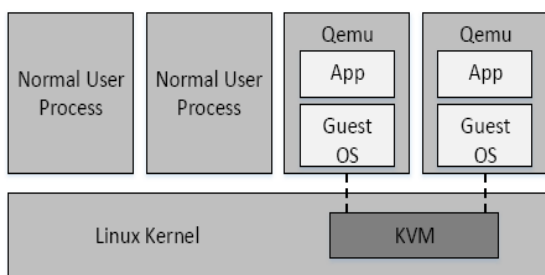 Normal User
Process
Normal User
Process
Qemu
App
Guest
OS
Qemu
App
Guest
OS
Linux Kernel
KVM